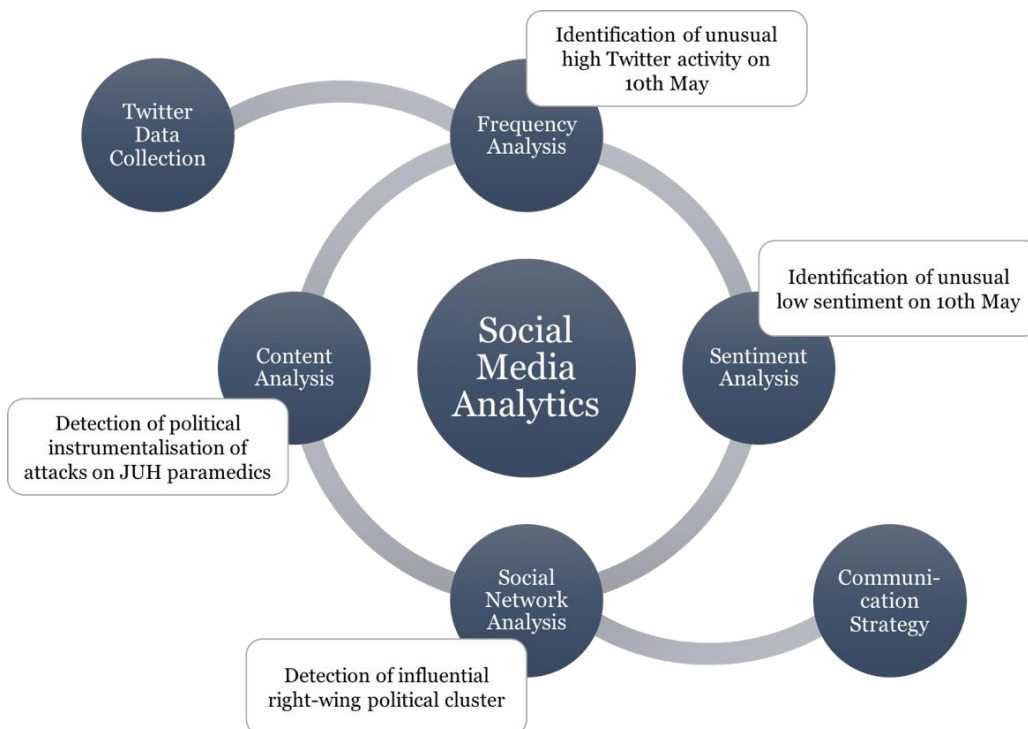 Identification of unusual
high Twitter activity on
10th May
Twitter
Data
Collection
Frequency
Analysis
Identification of unusual
low sentiment on 10th May
Social
Media
Analytics
Content
Analysis
Sentiment
Analysis
Detection of political
instrumentalisation of
attacks on JUH paramedics
Social
Network
Analysis
Communi-
cation
Strategy
Detection of influential
right-wing political cluster